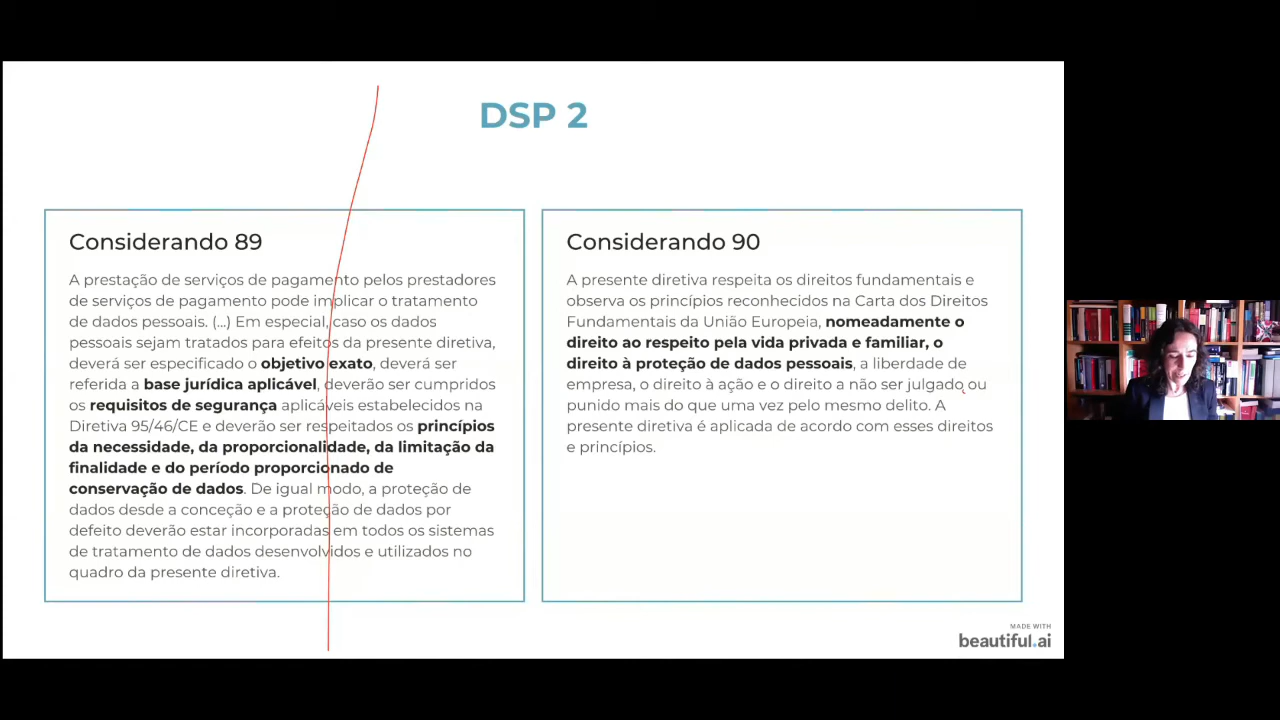 DSP 2
Considerando 89
A prestação de serviços de pagamento pelos prestadores
de serviços de pagamento pode implicar o tratamento
de dados pessoais. (...) Em especial, caso os dados
pessoais sejam tratados para efeitos da presente diretiva,
deverá ser especificado o objetivo exato, deverá ser
referida a base jurídica aplicável, deverão ser cumpridos
os requisitos de segurança aplicáveis estabelecidos na
Diretiva 95/46/CE e deverão ser respeitados os princípios
da necessidade, da proporcionalidade, da limitação da
finalidade e do período proporcionado de
conservação de dados. De igual modo, a proteção de
dados desde a conceção e a proteção de dados por
defeito deverão estar incorporadas em todos os sistemas
de tratamento de dados desenvolvidos e utilizados no
quadro da presente diretiva.
Considerando 90
A presente diretiva respeita os direitos fundamentais e
observa os princípios reconhecidos na Carta dos Direitos
Fundamentais da União Europeia, nomeadamente o
direito ao respeito pela vida privada e familiar, o
direito à proteção de dados pessoais, a liberdade de
empresa, o direito à ação e o direito a não ser julgado ou
punido mais do que uma vez pelo mesmo delito. A
presente diretiva é aplicada de acordo com esses direitos
e princípios.
MADE WITH
beautiful.ai